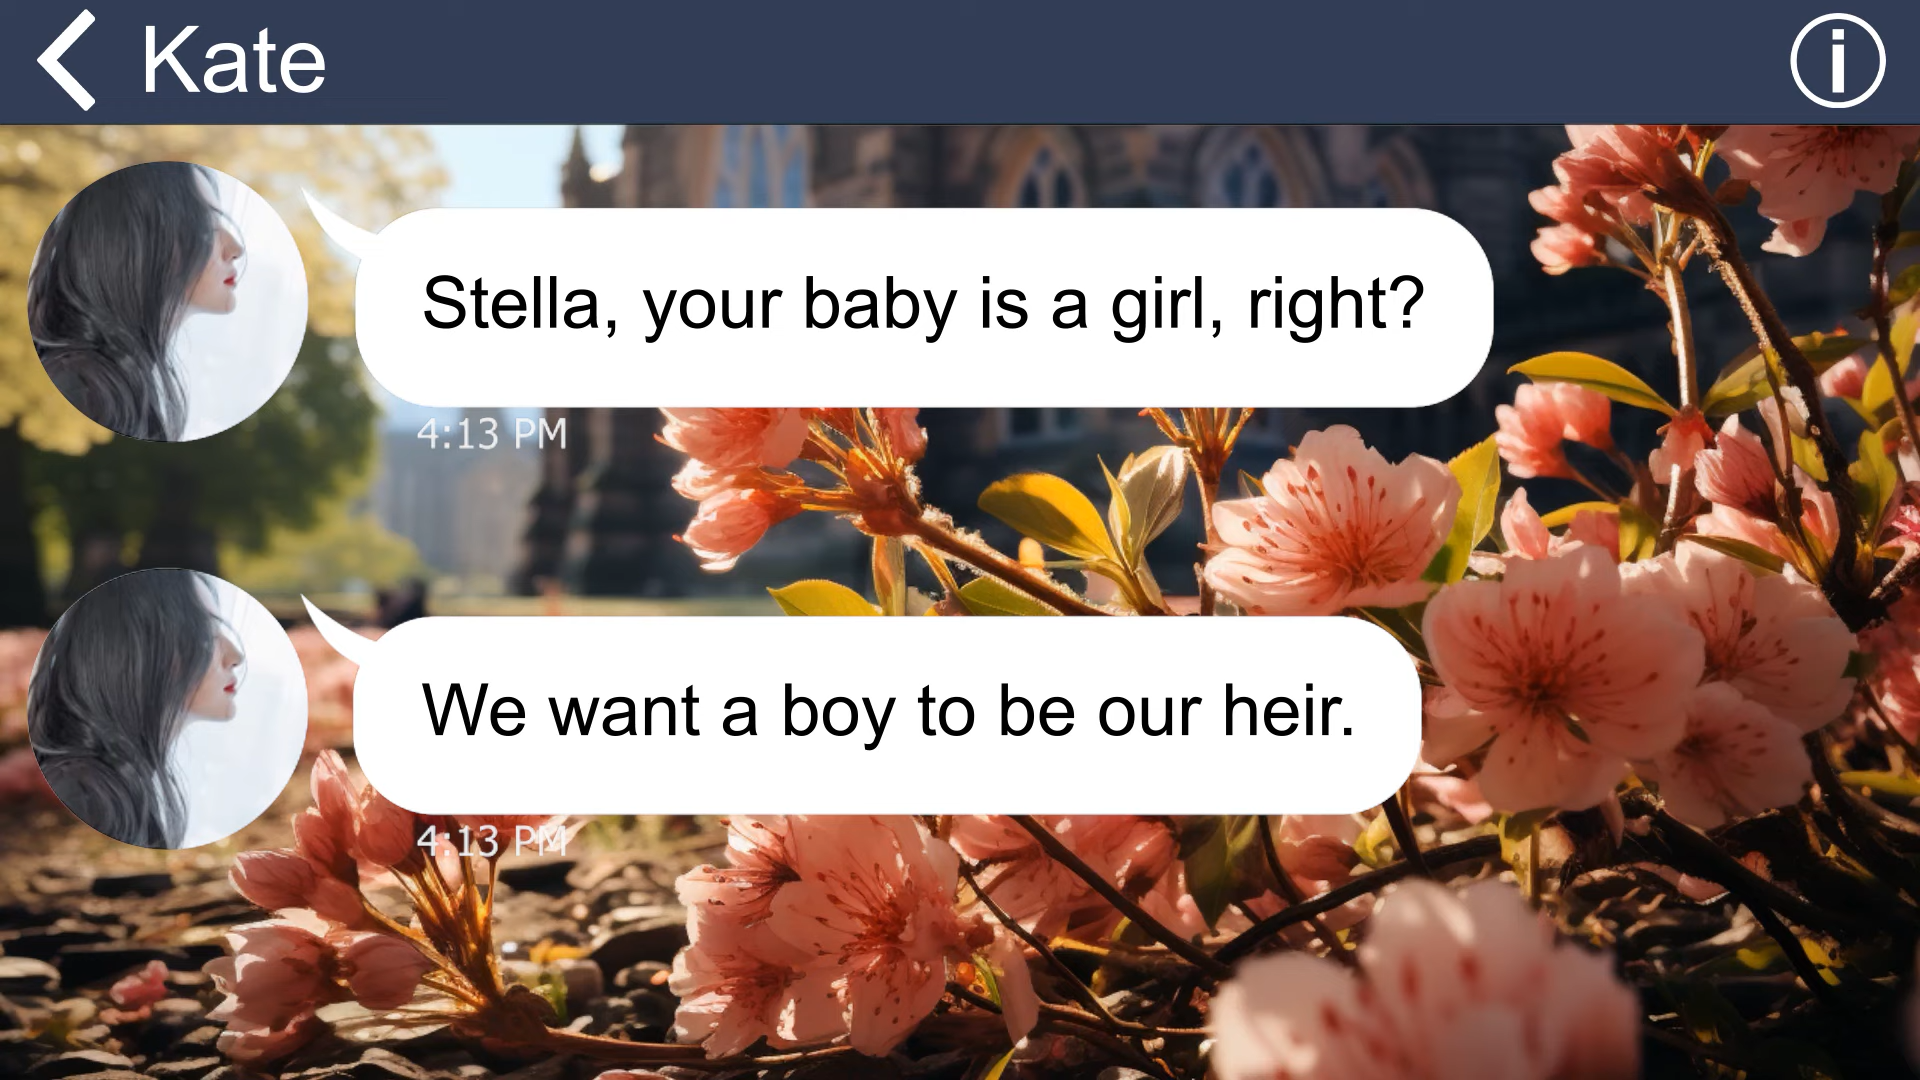 Kate
Stella, your baby is a girl, right?
4:13 PM
We want a boy to be our heir.
4:13 PM